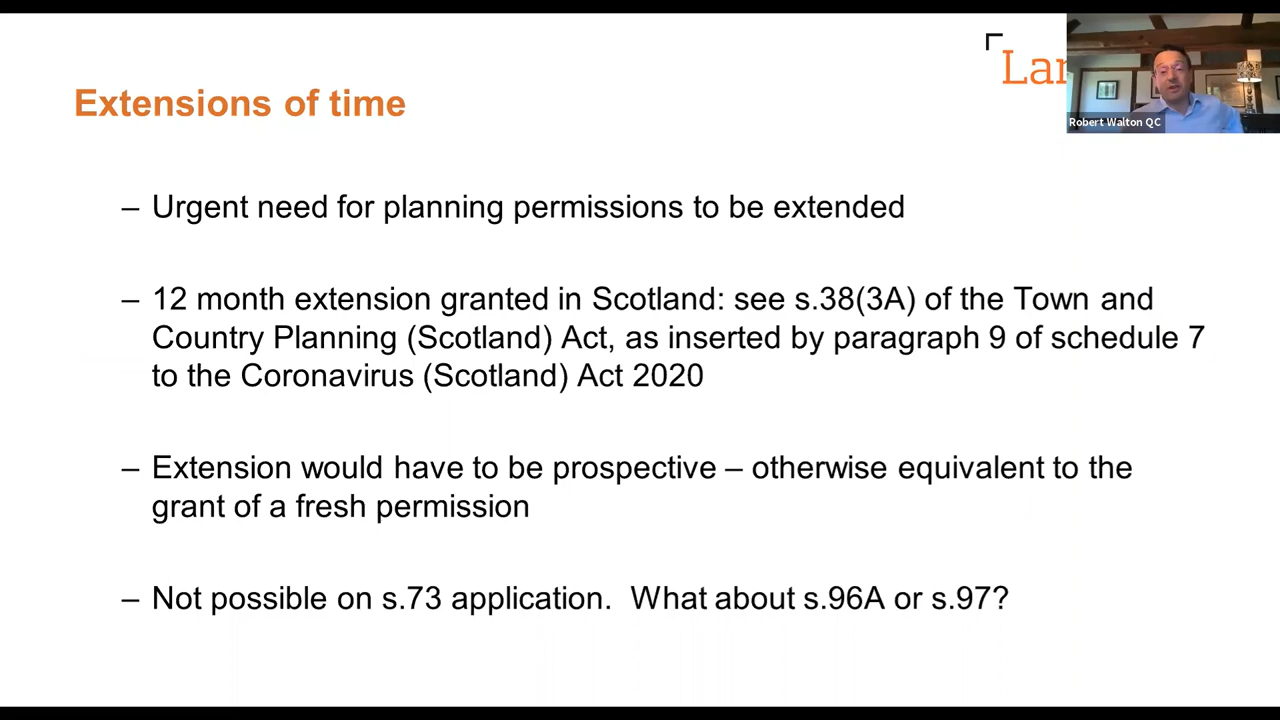 Lan
Robert Walton QC
Extensions of time
– Urgent need for planning permissions to be extended
– 12 month extension granted in Scotland: see s.38(3A) of the Town and
Country Planning (Scotland) Act, as inserted by paragraph 9 of schedule 7
to the Coronavirus (Scotland) Act 2020
– Extension would have to be prospective – otherwise equivalent to the
grant of a fresh permission
– Not possible on s.73 application.  What about s.96A or s.97?